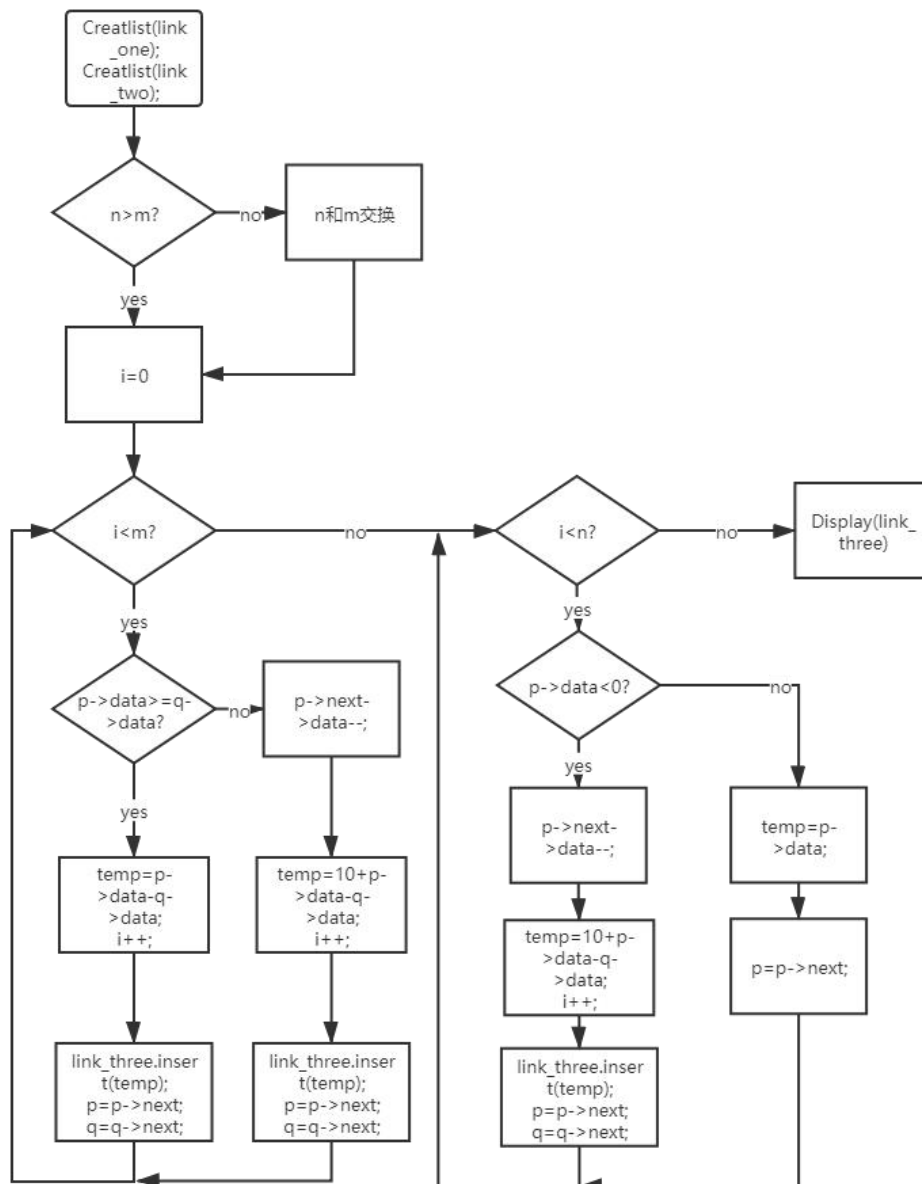 Creatlist(link
_one);
Creatlist(link
_two);
n>m?
no
n和m交换
yes
i=0
i<m?
no
i<n?
no
Display(link_
three)
yes
yes
p->data>=q-
>data?
no
p->next-
>data--;
p->data<0?
no
yes
yes
p->next-
>data--;
temp=p-
>data;
temp=p-
>data-q-
>data;
i++;
temp=10+p-
>data-q-
>data;
i++;
temp=10+p-
>data-q-
>data;
i++;
p=p->next;
link_three.inser
t(temp);
p=p->next;
q=q->next;
link_three.inser
t(temp);
p=p->next;
q=q->next;
link_three.inser
t(temp);
p=p->next;
q=q->next;